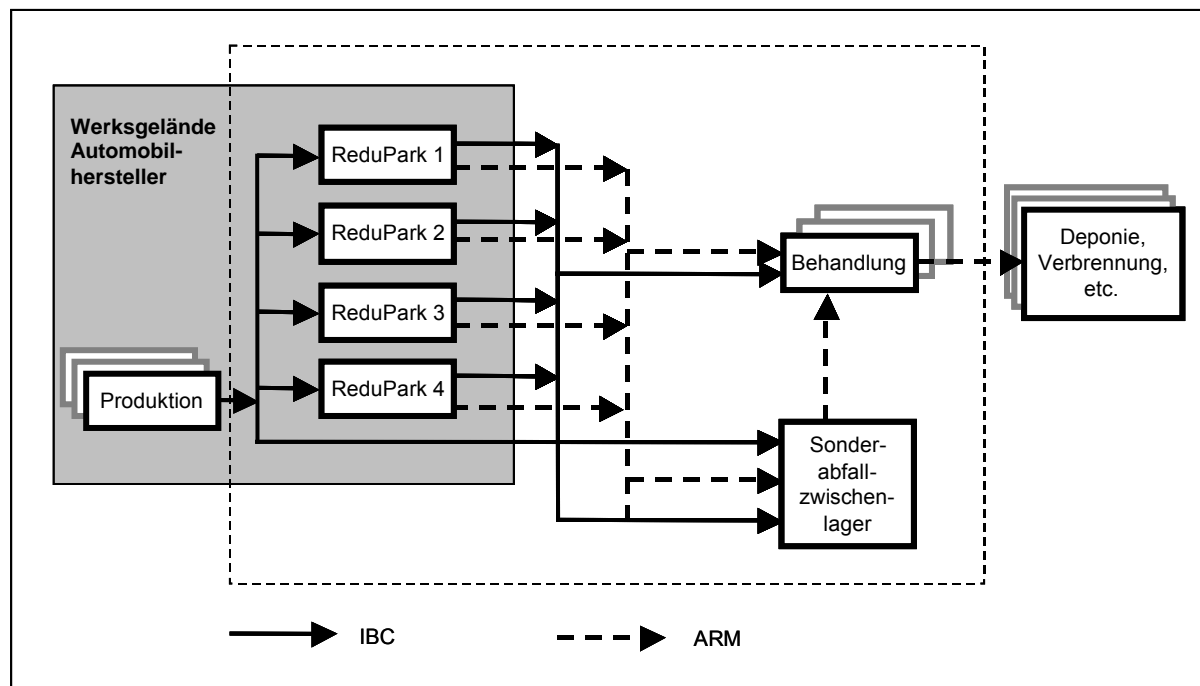 Werksgelände
Automobil-
hersteller
ReduPark 1
ReduPark 2
ReduPark 3
ReduPark 4
Produktion
Behandlung
Deponie,
Verbrennung,
etc.
Sonder-
abfall-
zwischen-
lager
IBC
ARM